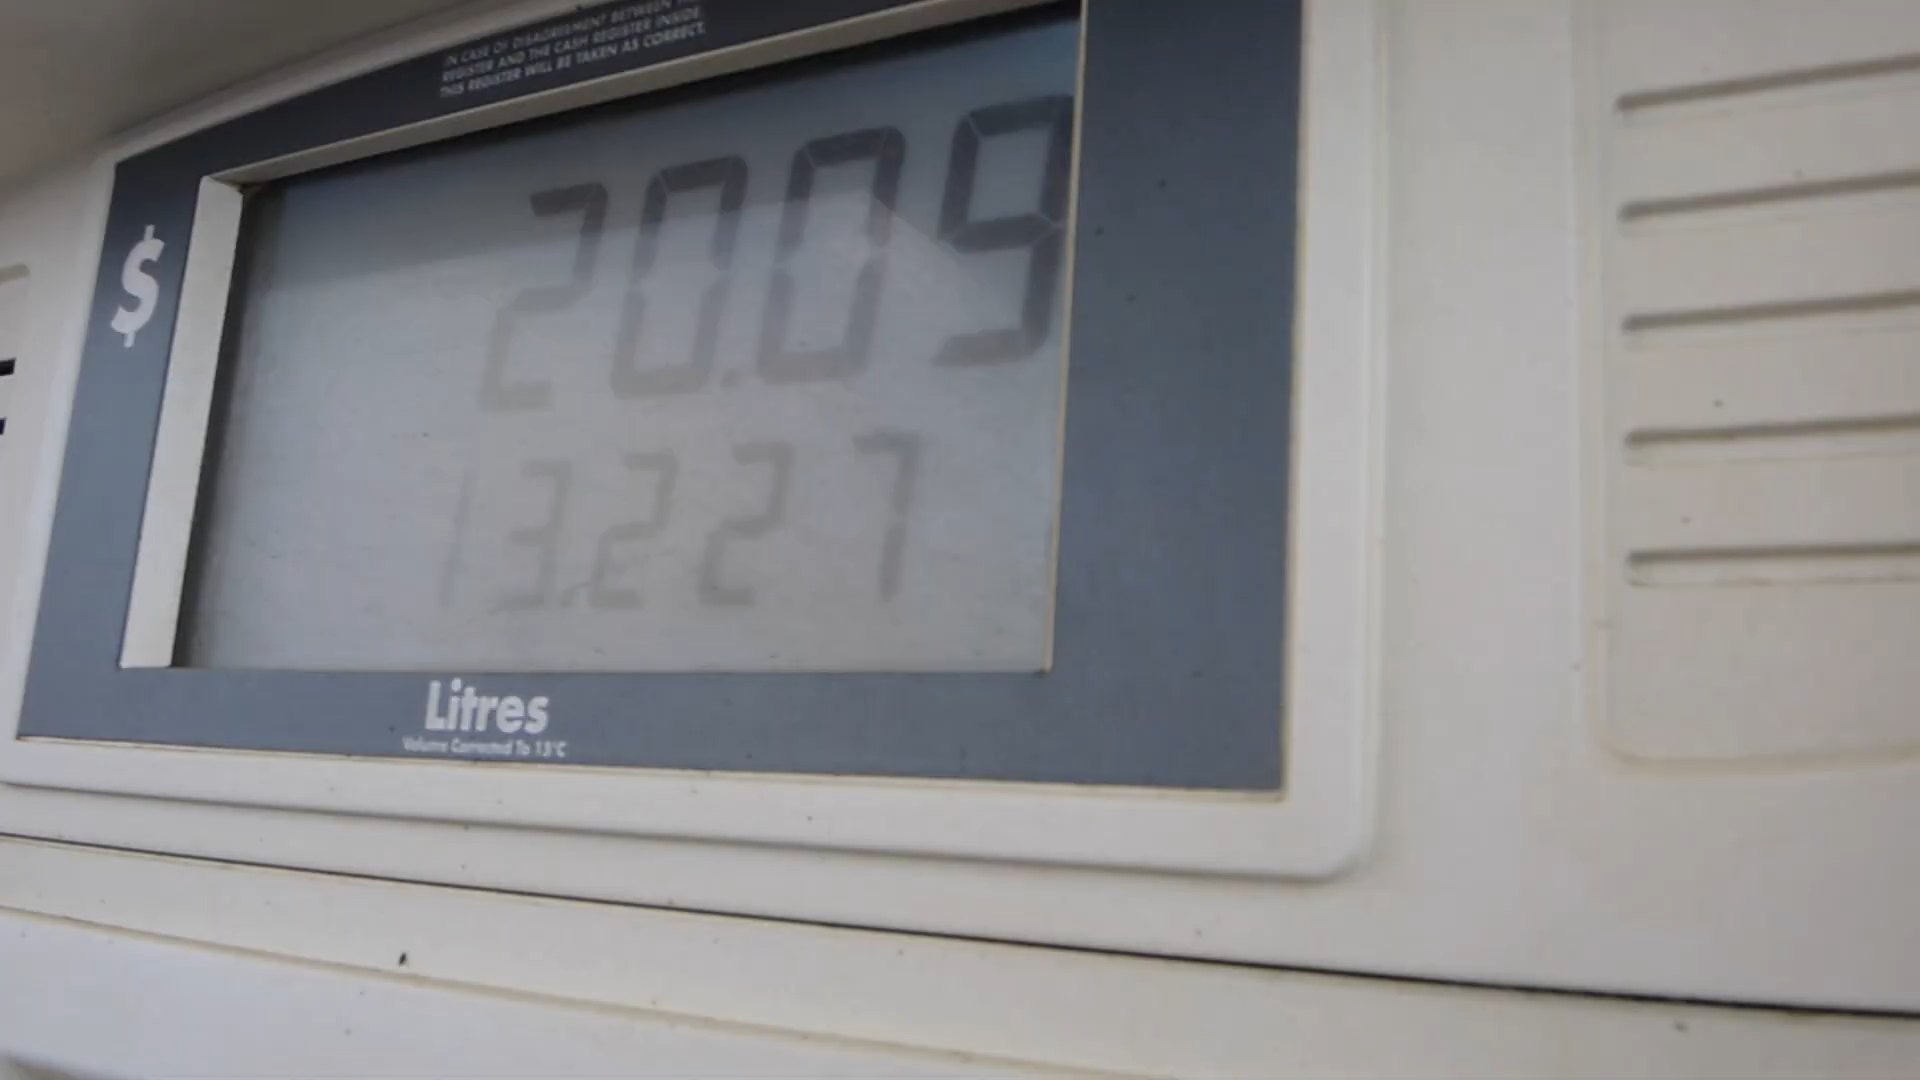 IN CASE OF DISAGREEMENT BETWEEN
REGISTER AND THE CASH REGISTER INSIDE
THIS REGISTER WILL BE TAKEN AS CORRECT.
$
20.09
13.227
Litres
Volume Corrected To 15°C